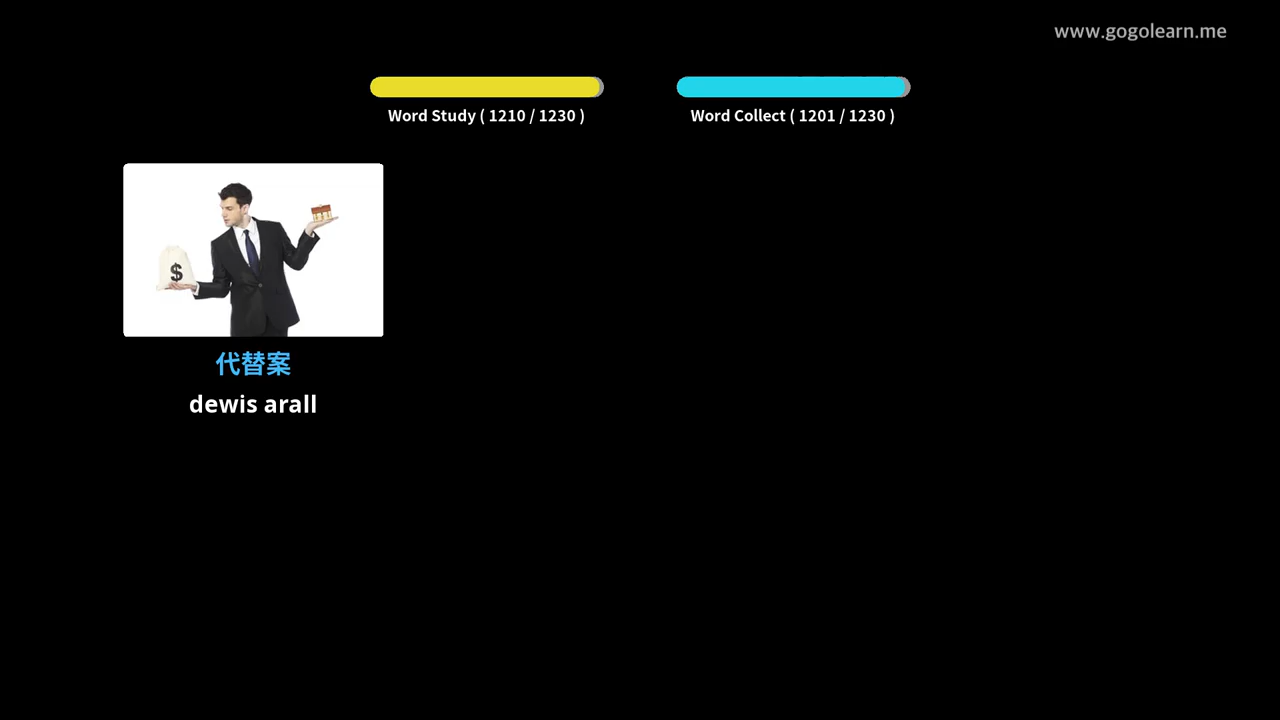 www.gogolearn.me
Word Study ( 1210 / 1230 )
Word Collect ( 1201 / 1230 )
$
代替案
dewis arall